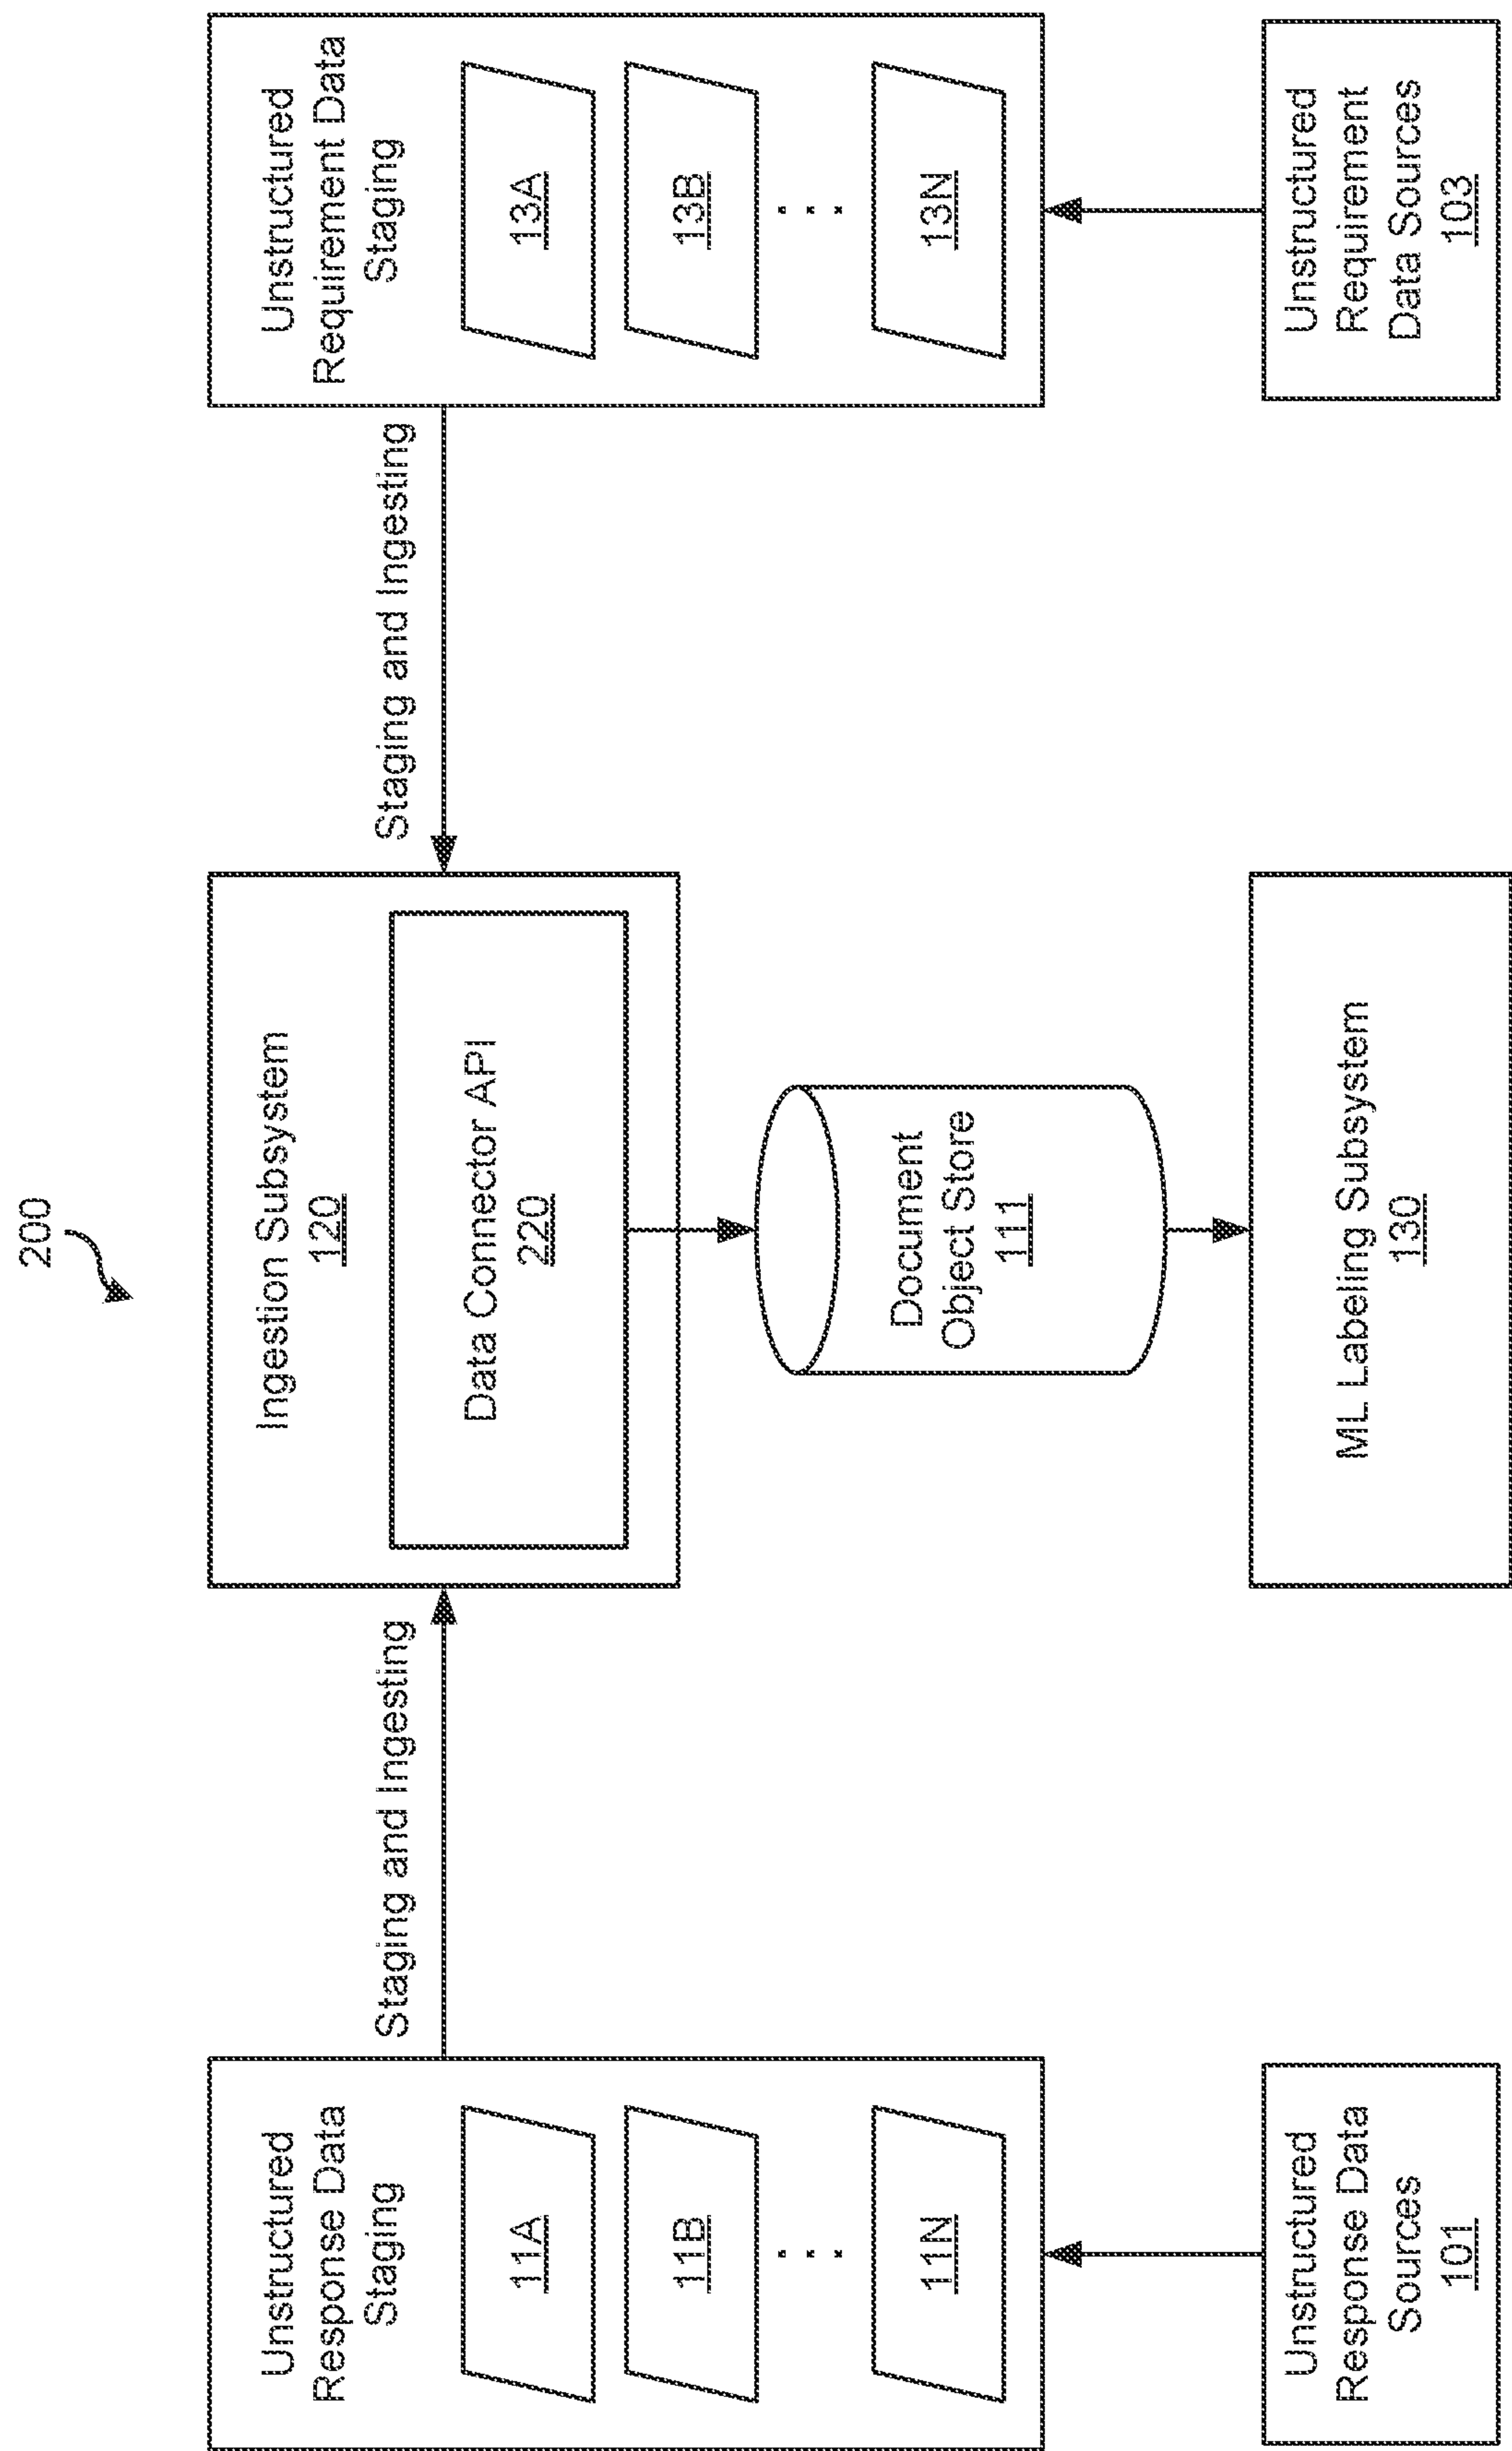 200
Unstructured
Response Data
Staging
11A
11B
. . .
11N
Unstructured
Response Data
Sources
101
Staging and Ingesting
Ingestion Subsystem
120
Data Connector API
220
Document
Object Store
111
ML Labeling Subsystem
130
Staging and Ingesting
Unstructured
Requirement Data
Staging
13A
13B
. . .
13N
Unstructured
Requirement
Data Sources
103